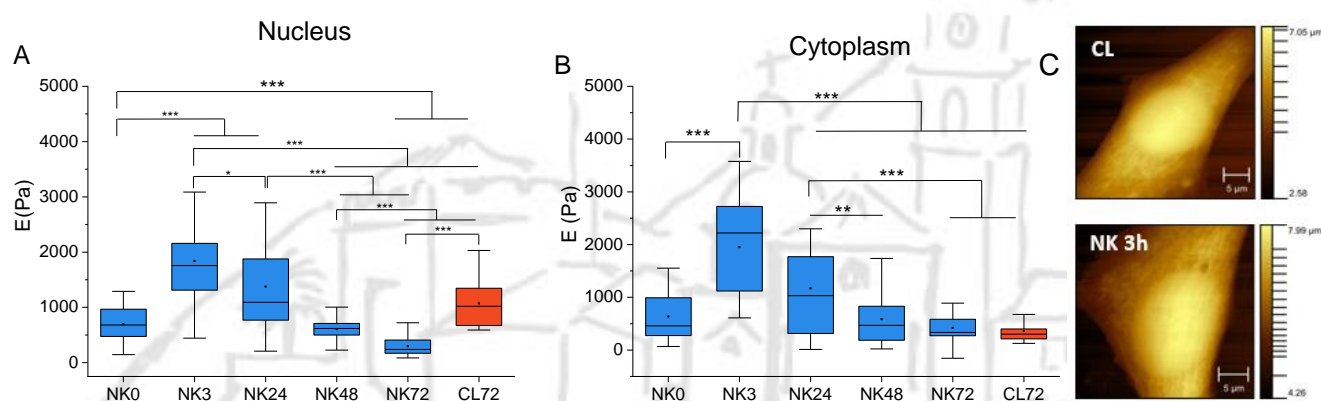 A
Nucleus
5000
4000
3000
2000
1000
0
E(Pa)
***
***
***
*
***
***
***
NK0 NK3 NK24 NK48 NK72 CL72
B
Cytoplasm
5000
4000
3000
2000
1000
0
E (Pa)
***
***
***
**
NK0 NK3 NK24 NK48 NK72 CL72
C
CL
5 µm
7.05 µm
2.58
NK 3h
5 µm
7.99 µm
4.26